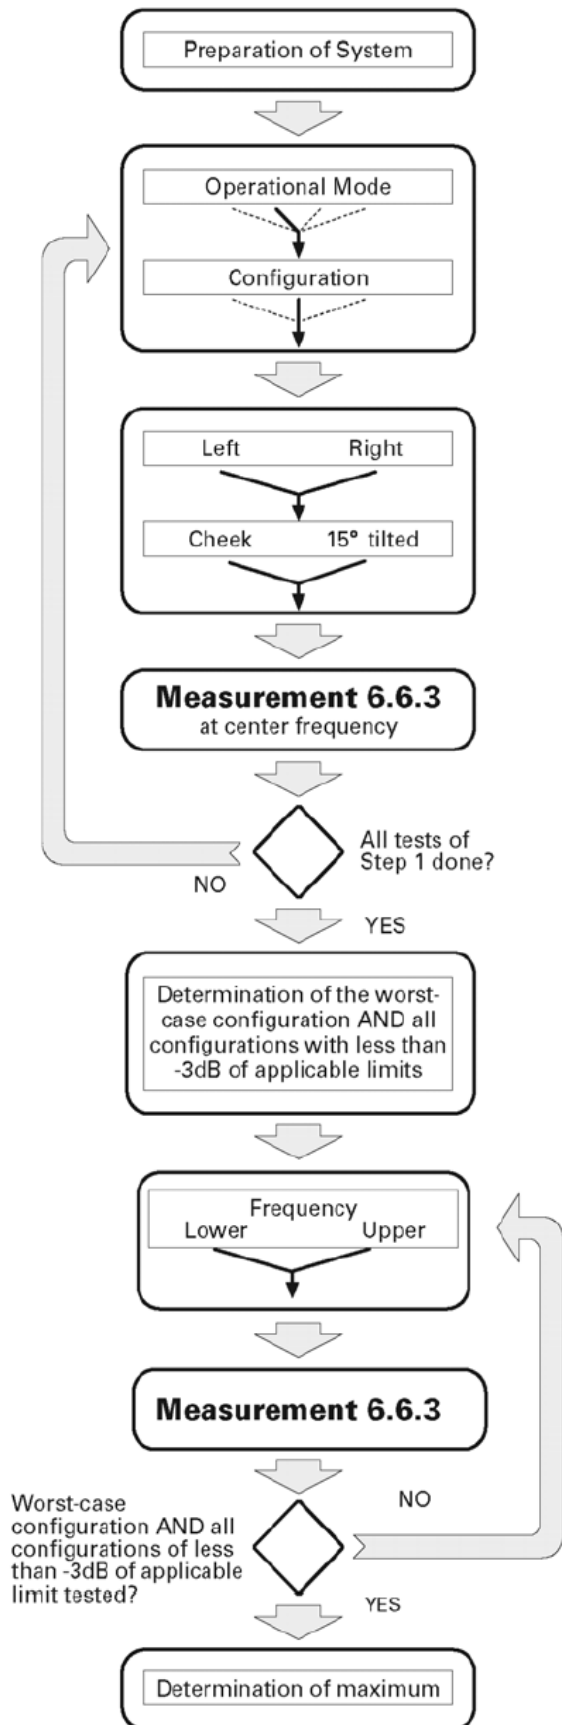 Preparation of System
Operational Mode
Configuration
Left Right
Cheek 15° tilted
Measurement 6.6.3
at center frequency
All tests of
Step 1 done?
NO
YES
Determination of the worst-
case configuration AND all
configurations with less than
-3dB of applicable limits
Frequency
Lower Upper
Measurement 6.6.3
NO
Worst-case
configuration AND all
configurations of less
than -3dB of applicable
limit tested?
YES
Determination of maximum